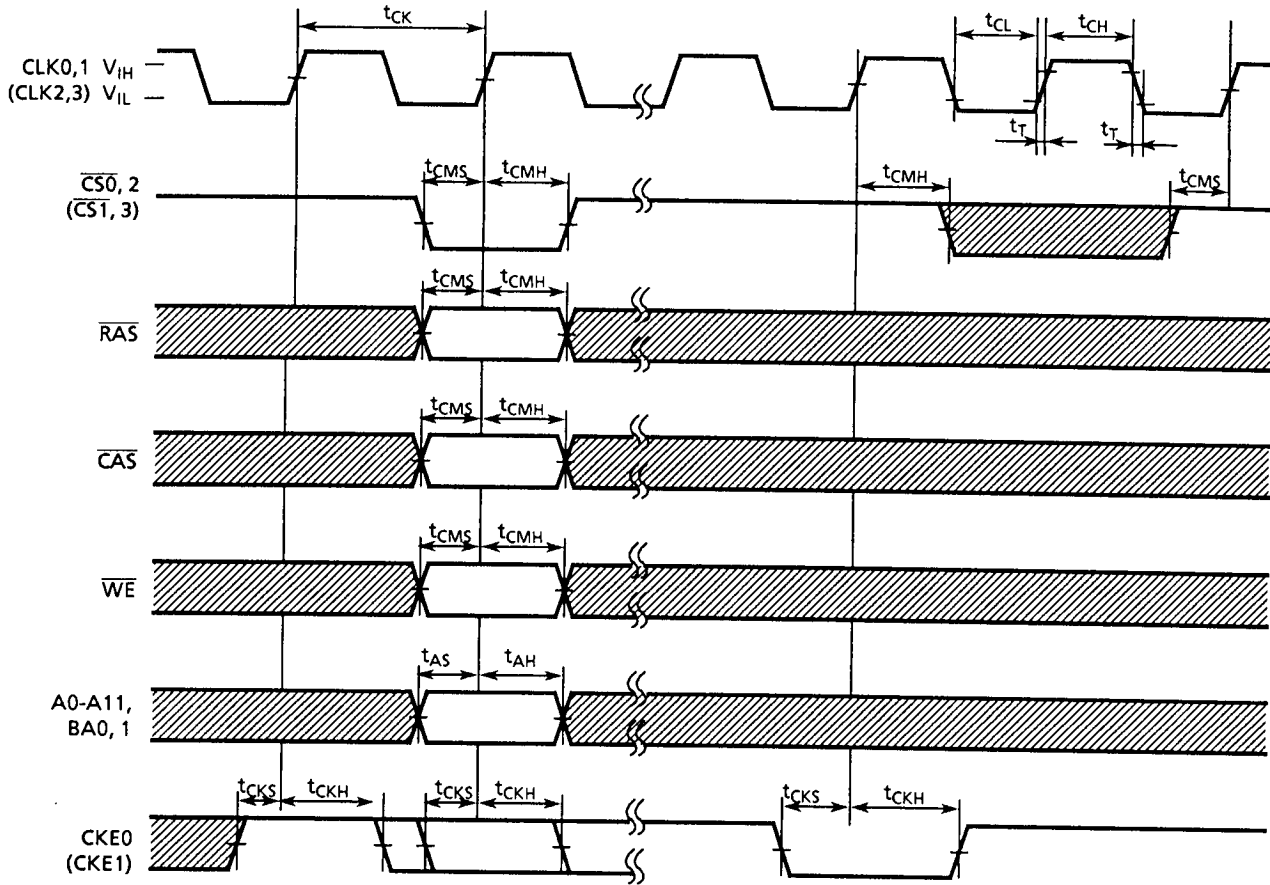 tCK
tCL tCH
CLK0,1 VIH
(CLK2,3) VIL
tT tT
tCMS tCMH tCMH tCMS
CS0, 2
(CS1, 3)
tCMS tCMH
RAS
tCMS tCMH
CAS
tCMS tCMH
WE
tAS tAH
A0-A11,
BA0, 1
tCKS tCKH tCKS tCKH tCKS tCKH
CKE0
(CKE1)